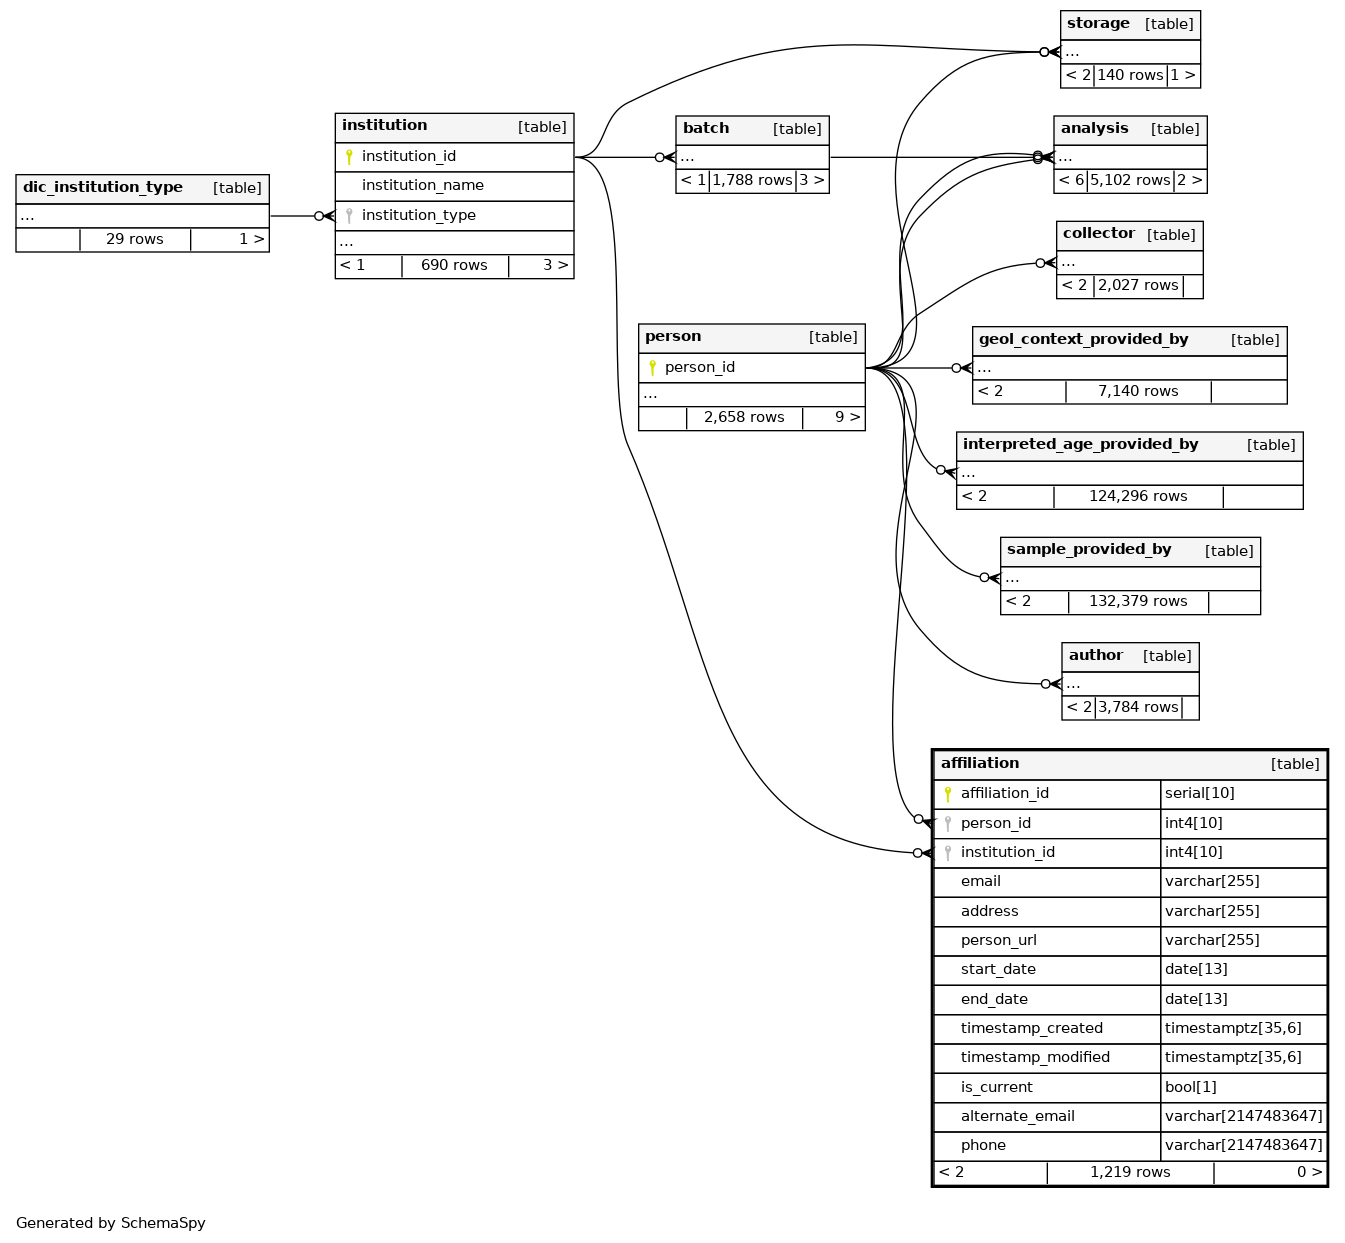 storage [table]
...
< 2 140 rows 1 >
institution [table]
institution_id
institution_name
institution_type
...
< 1 690 rows 3 >
batch [table]
...
< 1 1,788 rows 3 >
analysis [table]
...
< 6 5,102 rows 2 >
dic_institution_type [table]
...
29 rows 1 >
collector [table]
...
< 2 2,027 rows
person [table]
person_id
...
2,658 rows 9 >
geol_context_provided_by [table]
...
< 2 7,140 rows
interpreted_age_provided_by [table]
...
< 2 124,296 rows
sample_provided_by [table]
...
< 2 132,379 rows
author [table]
...
< 2 3,784 rows
affiliation [table]
affiliation_id serial[10]
person_id int4[10]
institution_id int4[10]
email varchar[255]
address varchar[255]
person_url varchar[255]
start_date date[13]
end_date date[13]
timestamp_created timestamptz[35,6]
timestamp_modified timestamptz[35,6]
is_current bool[1]
alternate_email varchar[2147483647]
phone varchar[2147483647]
< 2 1,219 rows 0 >
Generated by SchemaSpy